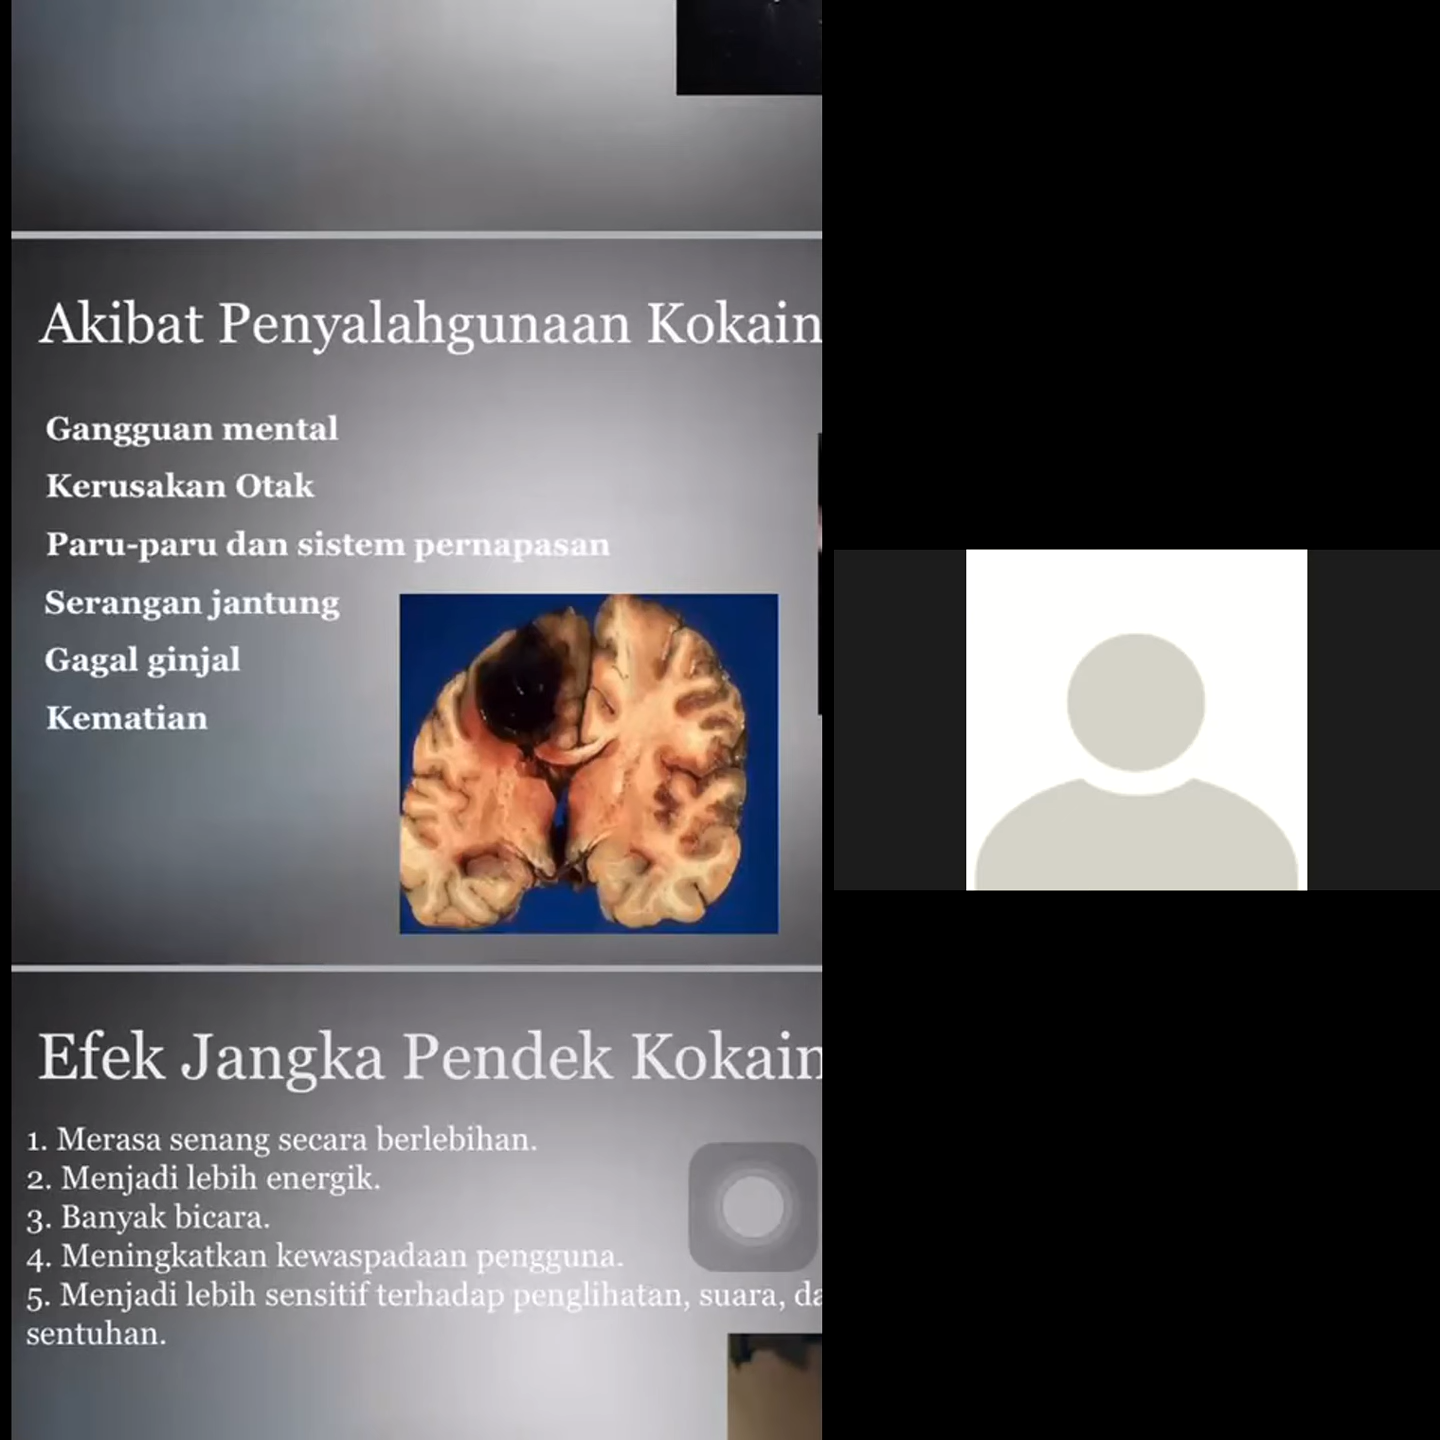 Akibat Penyalahgunaan Kokain
Gangguan mental
Kerusakan Otak
Paru-paru dan sistem pernapasan
Serangan jantung
Gagal ginjal
Kematian
Efek Jangka Pendek Kokain
1. Merasa senang secara berlebihan.
2. Menjadi lebih energik.
3. Banyak bicara.
4. Meningkatkan kewaspadaan pengguna.
5. Menjadi lebih sensitif terhadap penglihatan, suara, da
sentuhan.